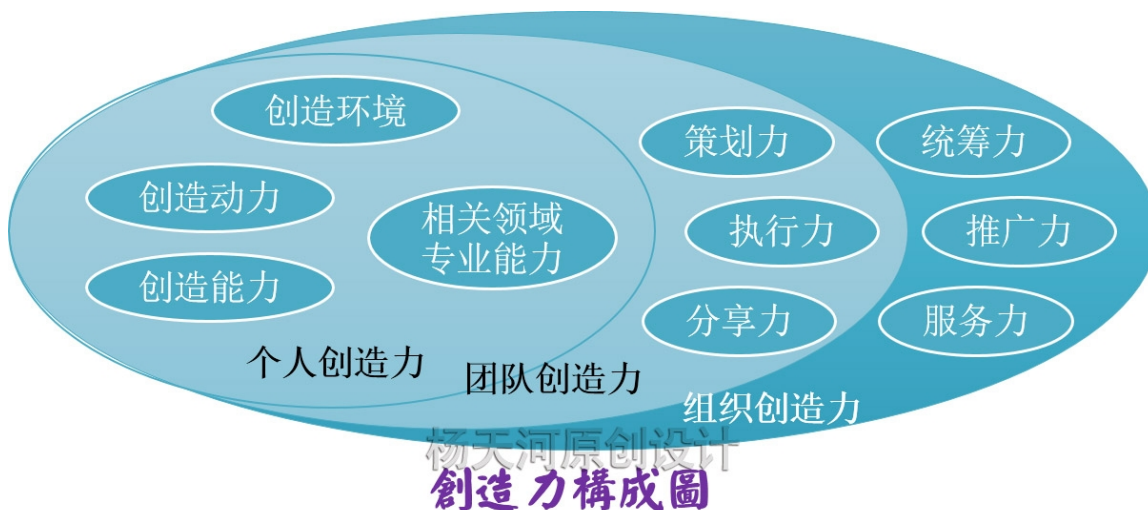 创造环境
创造动力
创造能力
相关领域
专业能力
个人创造力
策划力
执行力
分享力
团队创造力
统筹力
推广力
服务力
组织创造力
杨天河原创设计
創造力構成圖